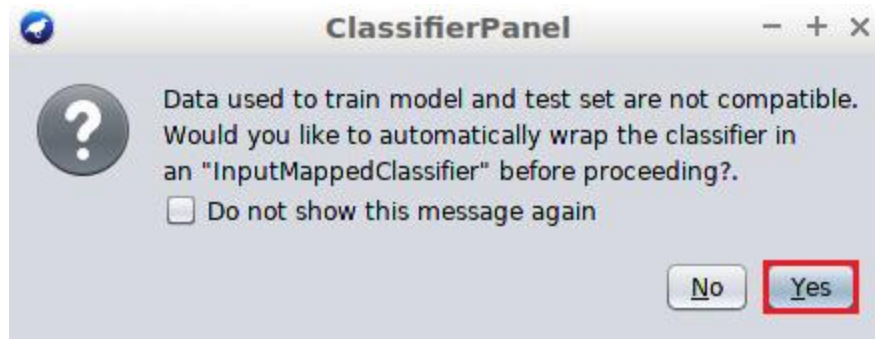 ClassifierPanel
Data used to train model and test set are not compatible.
Would you like to automatically wrap the classifier in
an "InputMappedClassifier" before proceeding?.
Do not show this message again
No
Yes